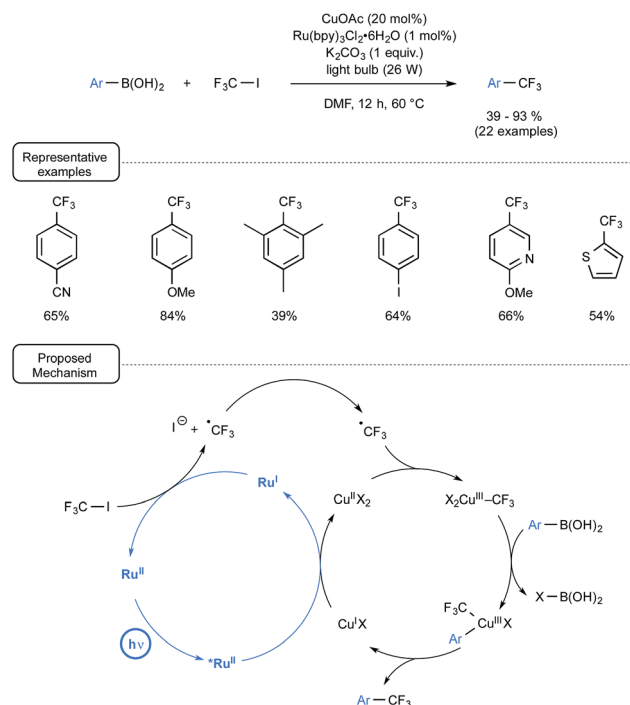 CuOAc (20 mol%)
Ru(bpy)₃Cl₂•6H₂O (1 mol%)
K₂CO₃ (1 equiv.)
light bulb (26 W)
Ar—B(OH)₂ + F₃C—I Ar—CF₃
DMF, 12 h, 60 °C
39 - 93 %
(22 examples)
Representative
examples
CF₃ CF₃ CF₃ CF₃ CF₃ CF₃
N S
CN OMe I OMe
65% 84% 39% 64% 66% 54%
Proposed
Mechanism
I⊖ + •CF₃ •CF₃
F₃C—I Ruᴵ CuᴵᴵX₂ X₂Cuᴵᴵᴵ—CF₃
Ar—B(OH)₂
Ruᴵᴵ X—B(OH)₂
CuᴵX F₃C CuᴵᴵᴵX
Ar
hν *Ruᴵᴵ
Ar—CF₃